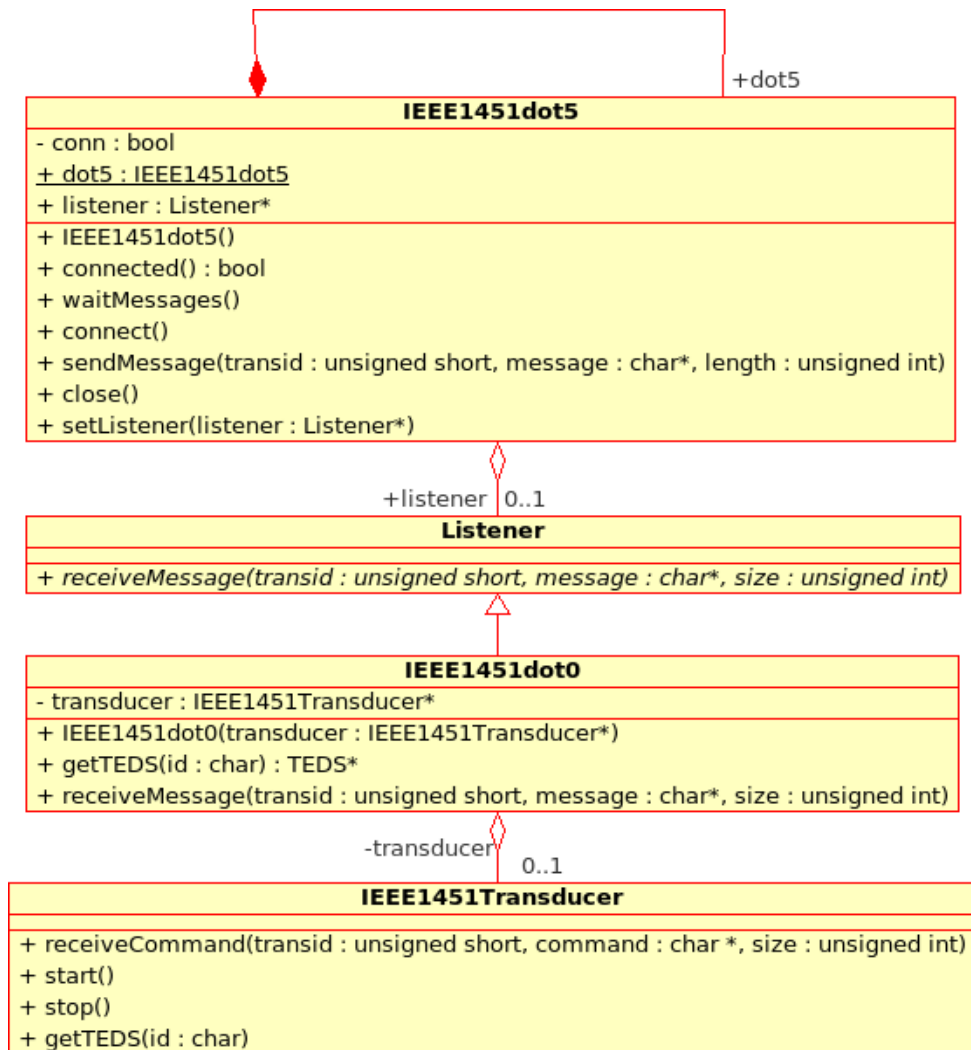 +dot5
IEEE1451dot5
- conn : bool
+ dot5 : IEEE1451dot5
+ listener : Listener*
+ IEEE1451dot5()
+ connected() : bool
+ waitMessages()
+ connect()
+ sendMessage(transid : unsigned short, message : char*, length : unsigned int)
+ close()
+ setListener(listener : Listener*)
+listener 0..1
Listener
+ receiveMessage(transid : unsigned short, message : char*, size : unsigned int)
IEEE1451dot0
- transducer : IEEE1451Transducer*
+ IEEE1451dot0(transducer : IEEE1451Transducer*)
+ getTEDS(id : char) : TEDS*
+ receiveMessage(transid : unsigned short, message : char*, size : unsigned int)
-transducer
0..1
IEEE1451Transducer
+ receiveCommand(transid : unsigned short, command : char *, size : unsigned int)
+ start()
+ stop()
+ getTEDS(id : char)